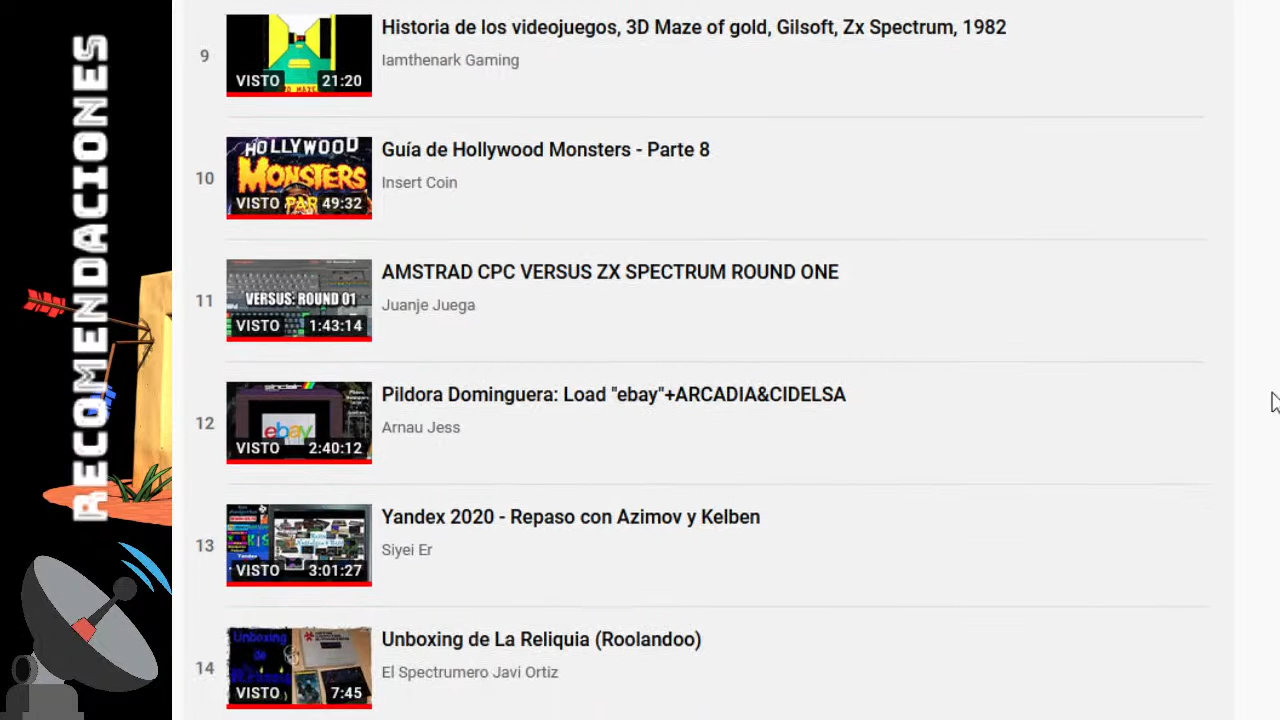 RECOMENDACIONES
9
VISTO 21:20
Historia de los videojuegos, 3D Maze of gold, Gilsoft, Zx Spectrum, 1982
Iamthenark Gaming
10
HOLLYWOOD
MONSTERS
VISTO PAR 49:32
Guía de Hollywood Monsters - Parte 8
Insert Coin
11
VERSUS: ROUND 01
VISTO 1:43:14
AMSTRAD CPC VERSUS ZX SPECTRUM ROUND ONE
Juanje Juega
12
sinclair
ebay
VISTO 2:40:12
Pildora Dominguera: Load "ebay"+ARCADIA&CIDELSA
Arnau Jess
13
VISTO 3:01:27
Yandex 2020 - Repaso con Azimov y Kelben
Siyei Er
14
Unboxing
de
VISTO 7:45
Unboxing de La Reliquia (Roolandoo)
El Spectrumero Javi Ortiz